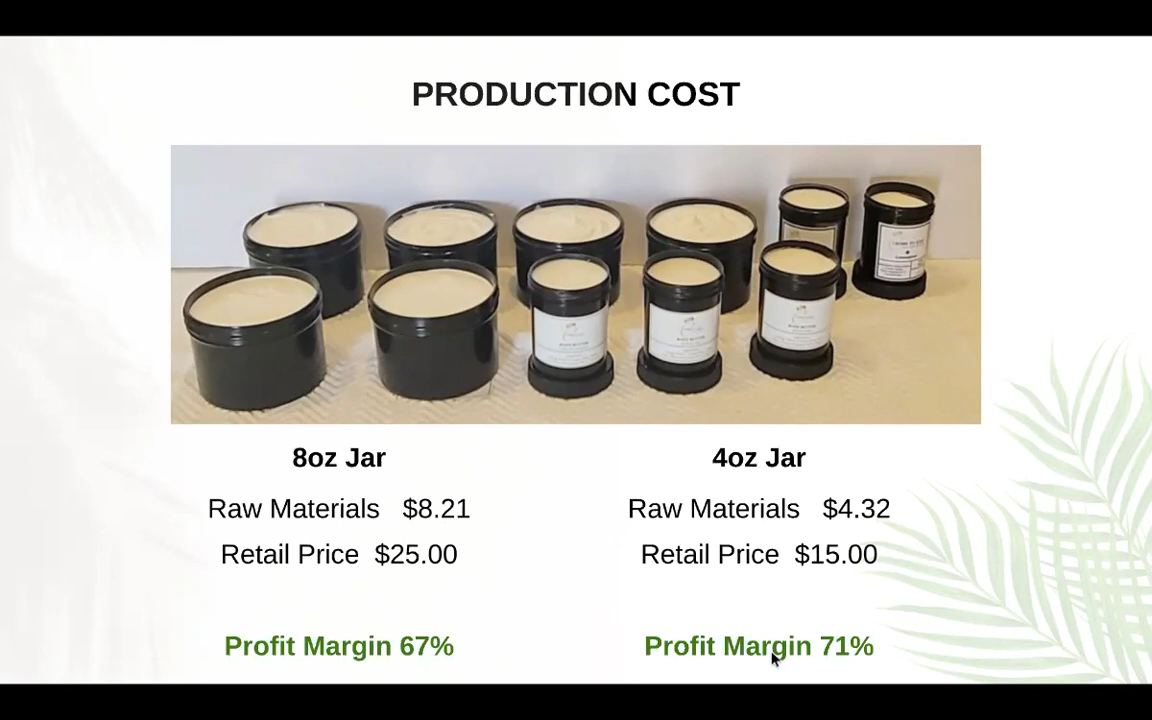 PRODUCTION COST
8oz Jar
Raw Materials $8.21
Retail Price $25.00
Profit Margin 67%
4oz Jar
Raw Materials $4.32
Retail Price $15.00
Profit Margin 71%